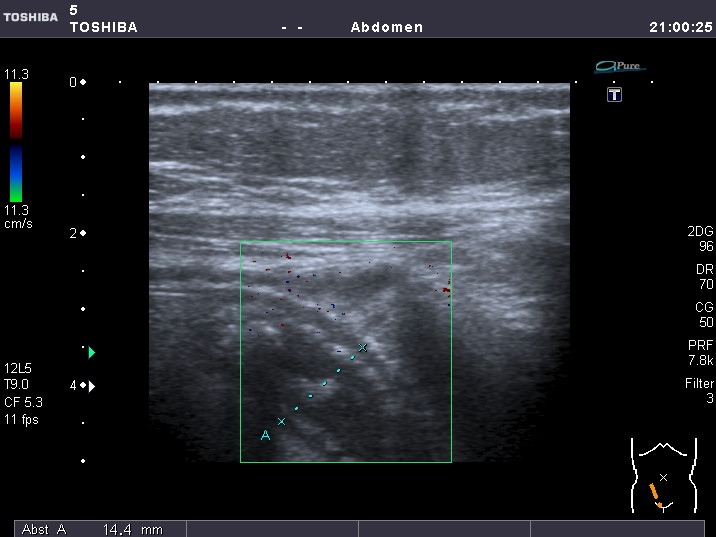 TOSHIBA
5
TOSHIBA
- -
Abdomen
21:00:25
Pure
T
11.3
11.3
cm/s
0
2
4
12L5
T9.0
CF 5.3
11 fps
2DG
96
DR
70
CG
50
PRF
7.8k
Filter
3
A
Abst A 14.4 mm